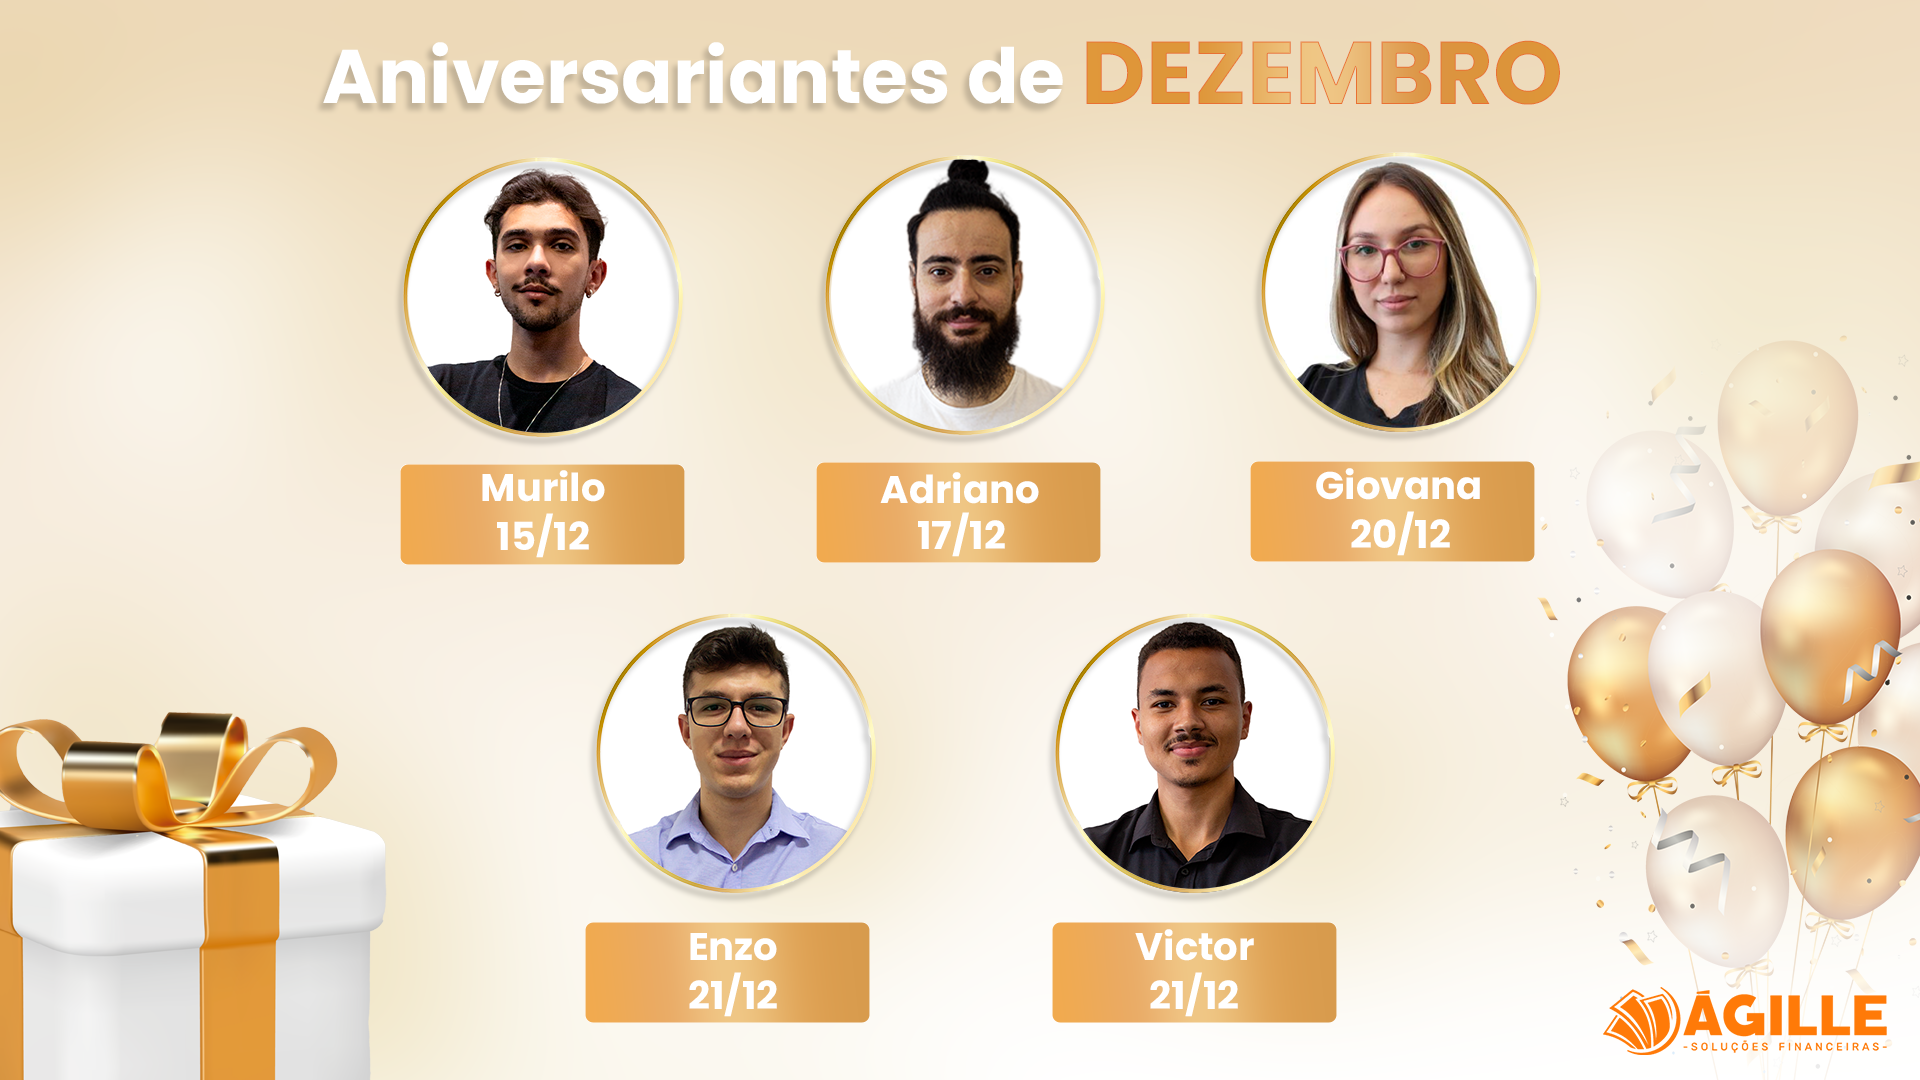 Aniversariantes de DEZEMBRO
Murilo
15/12
Adriano
17/12
Giovana
20/12
Enzo
21/12
Victor
21/12
ÁGILLE
-SOLUÇÕES FINANCEIRAS-